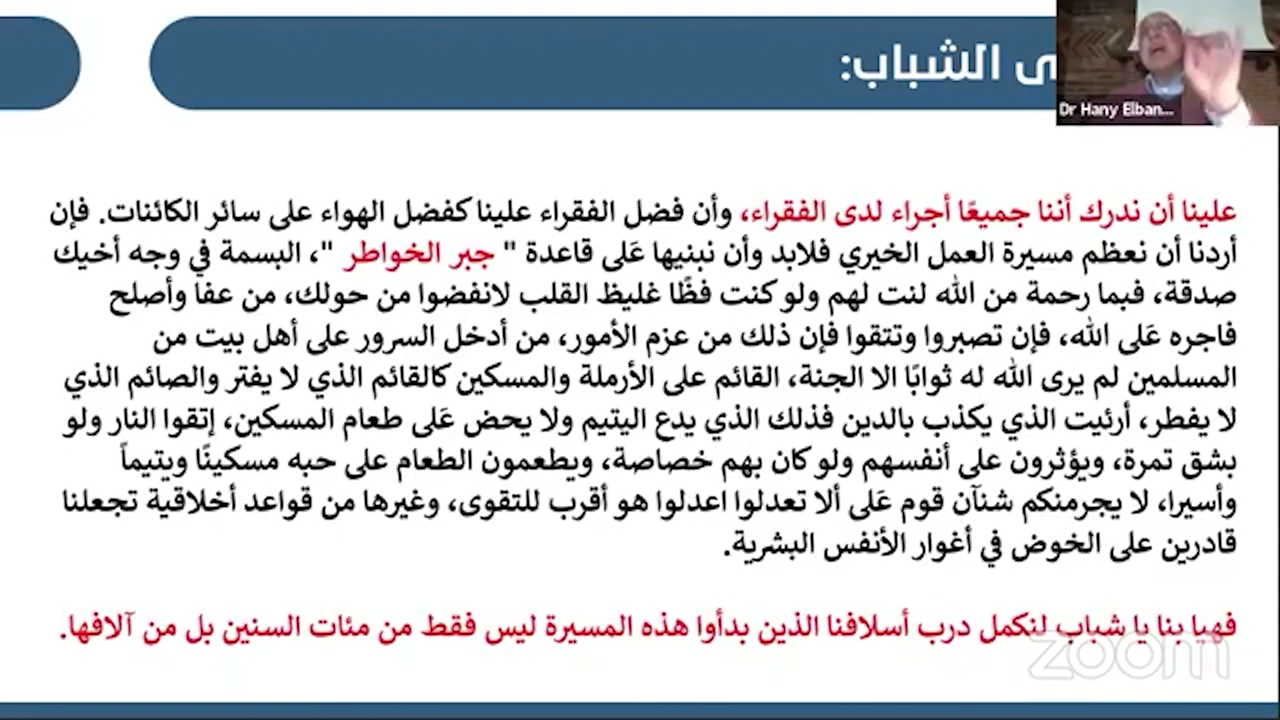 الشباب:
Dr Hany Elban...
علينا أن ندرك أننا جميعًا أجراء لدى الفقراء، وأن فضل الفقراء علينا كفضل الهواء على سائر الكائنات. فإن
أردنا أن نعظم مسيرة العمل الخيري فلابد وأن نبنيها عَلى قاعدة " جبر الخواطر "، البسمة في وجه أخيك
صدقة، فبما رحمة من الله لنت لهم ولو كنت فظًا غليظ القلب لانفضوا من حولك، من عفا وأصلح
فاجره عَلى الله، فإن تصبروا وتتقوا فإن ذلك من عزم الأمور، من أدخل السرور على أهل بيت من
المسلمين لم يرى الله له ثوابًا الا الجنة، القائم على الأرملة والمسكين كالقائم الذي لا يفتر والصائم الذي
لا يفطر، أرئيت الذي يكذب بالدين فذلك الذي يدع اليتيم ولا يحض عَلى طعام المسكين، إتقوا النار ولو
بشق تمرة، ويؤثرون على أنفسهم ولو كان بهم خصاصة، ويطعمون الطعام على حبه مسكينًا ويتيماً
وأسيرا، لا يجرمنكم شنآن قوم عَلى ألا تعدلوا اعدلوا هو أقرب للتقوى، وغيرها من قواعد أخلاقية تجعلنا
قادرين على الخوض في أغوار الأنفس البشرية.
فهيا بنا يا شباب لنكمل درب أسلافنا الذين بدأوا هذه المسيرة ليس فقط من مئات السنين بل من آلافها.
zoom